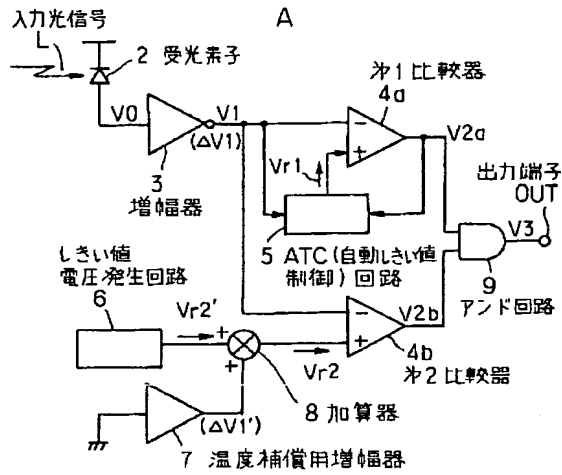 A
入力光信号
L
2 受光素子
V0
V1
(ΔV1)
3
増幅器
才1比較器
4a
V2a
Vr1
5 ATC(自動しきい値
制御)回路
出力端子
OUT
V3
9
アンド回路
しきい値
電圧発生回路
6
Vr2'
+
+
Vr2
8 加算器
-
+
-
+
V2b
4b
才2比較器
(ΔV1')
7 温度補償用増幅器